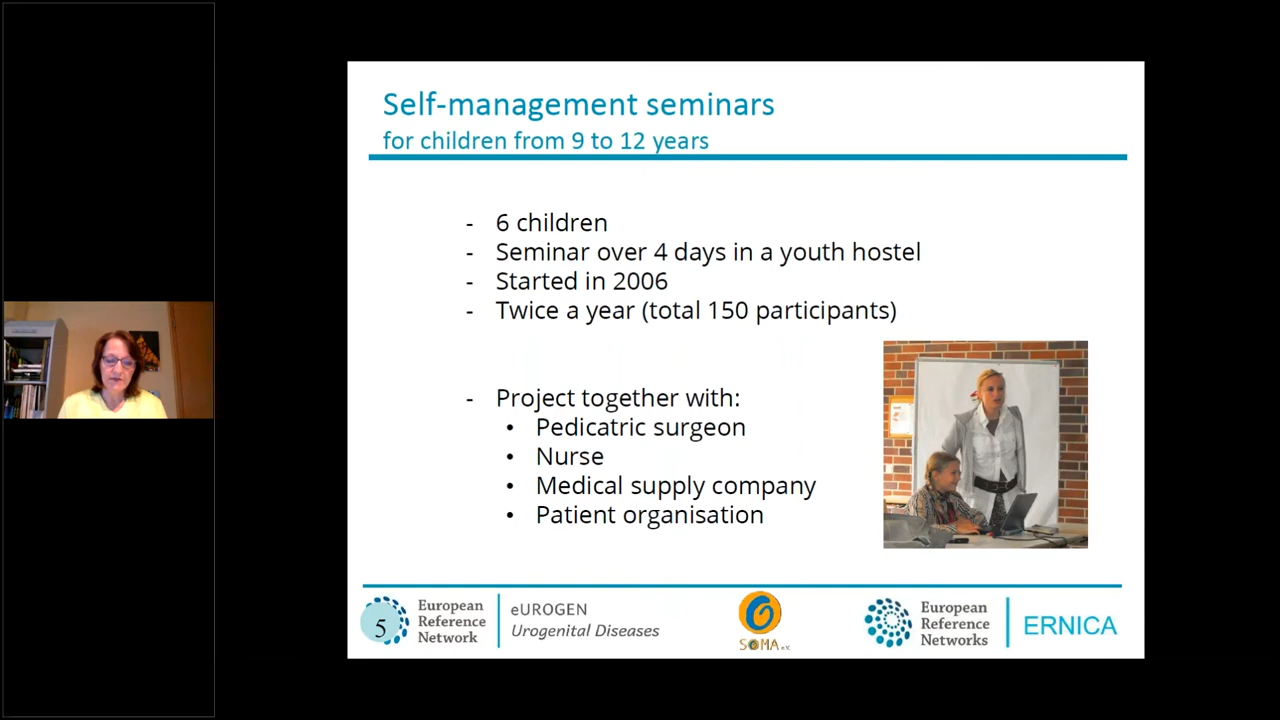 Self-management seminars
for children from 9 to 12 years
- 6 children
- Seminar over 4 days in a youth hostel
- Started in 2006
- Twice a year (total 150 participants)
- Project together with:
• Pedicatric surgeon
• Nurse
• Medical supply company
• Patient organisation
5
European
Reference
Network
eUROGEN
Urogenital Diseases
SOMA e.V.
European
Reference
Networks
ERNICA